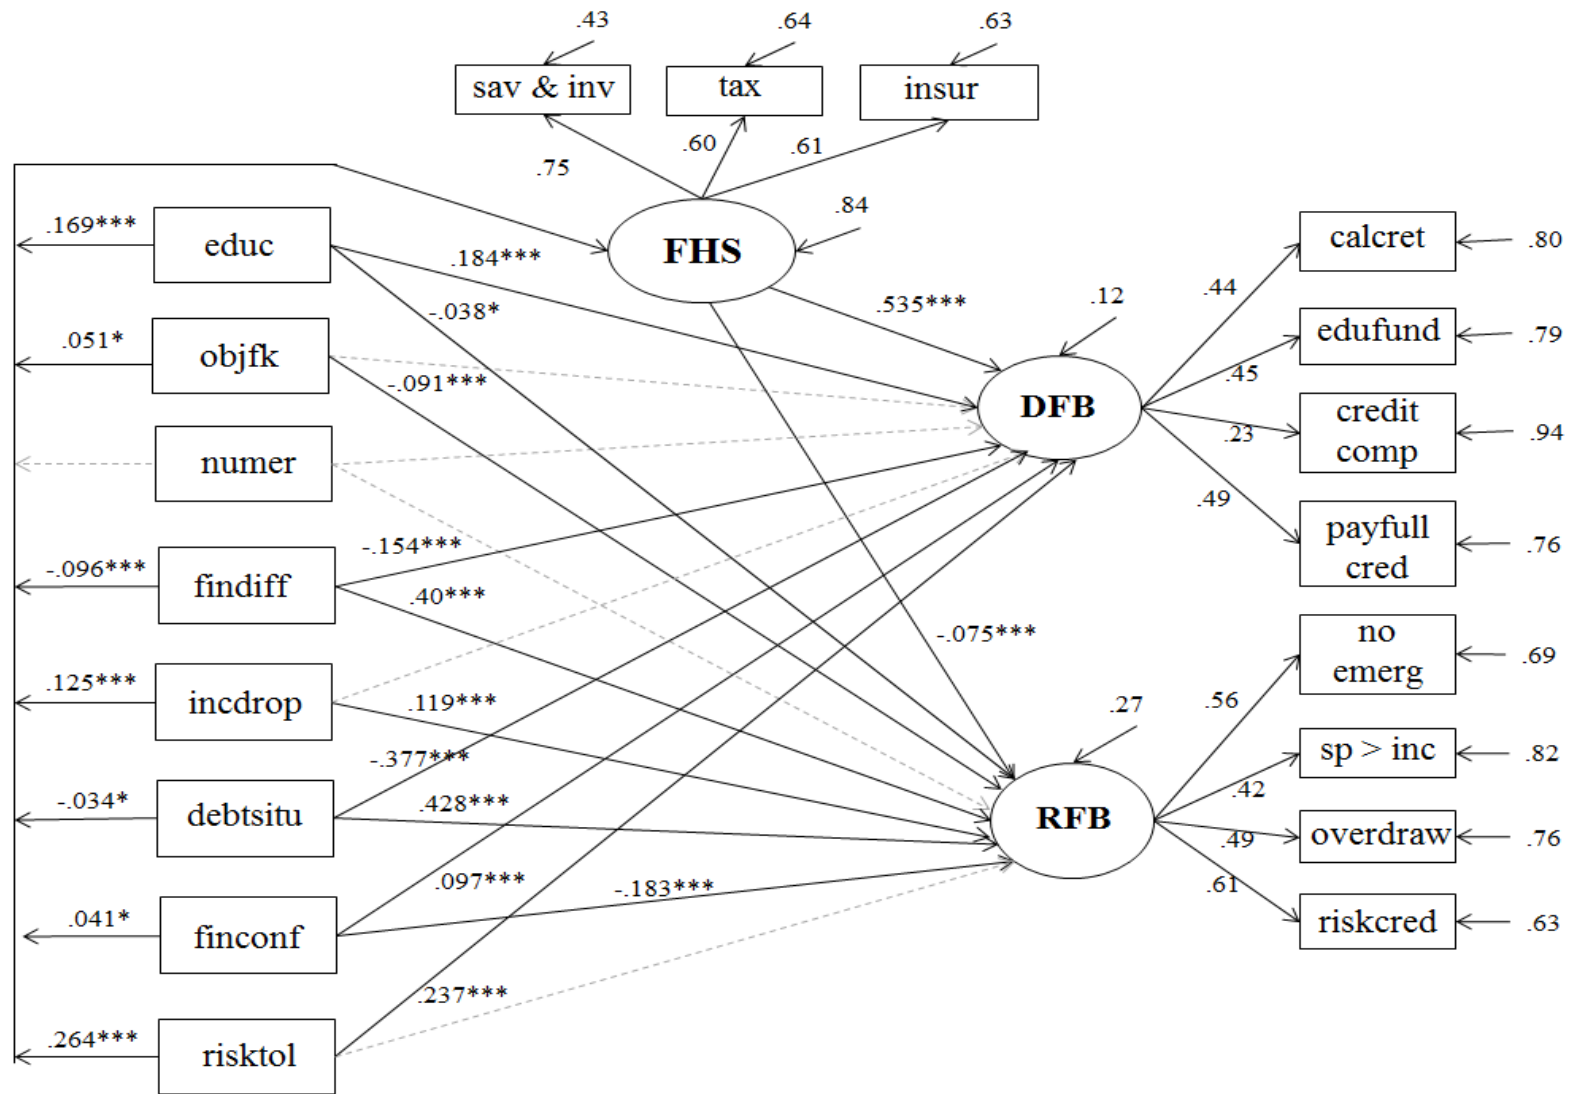 .43
.64
.63
sav & inv
tax
insur
.75
.60
.61
.84
FHS
.169***
educ
.184***
-.038*
.535***
.12
calcret
.80
.44
.051*
objfk
-.091***
DFB
edufund
.79
.45
numer
credit
comp
.94
.23
.49
payfull
cred
.76
-.096***
findiff
-.154***
.40***
-.075***
no
emerg
.69
.56
.125***
incdrop
.119***
.27
-.377***
sp > inc
.82
.42
-.034*
debtsitu
.428***
RFB
overdraw
.76
.49
.61
.041*
finconf
.097***
-.183***
riskcred
.63
.264***
risktol
.237***